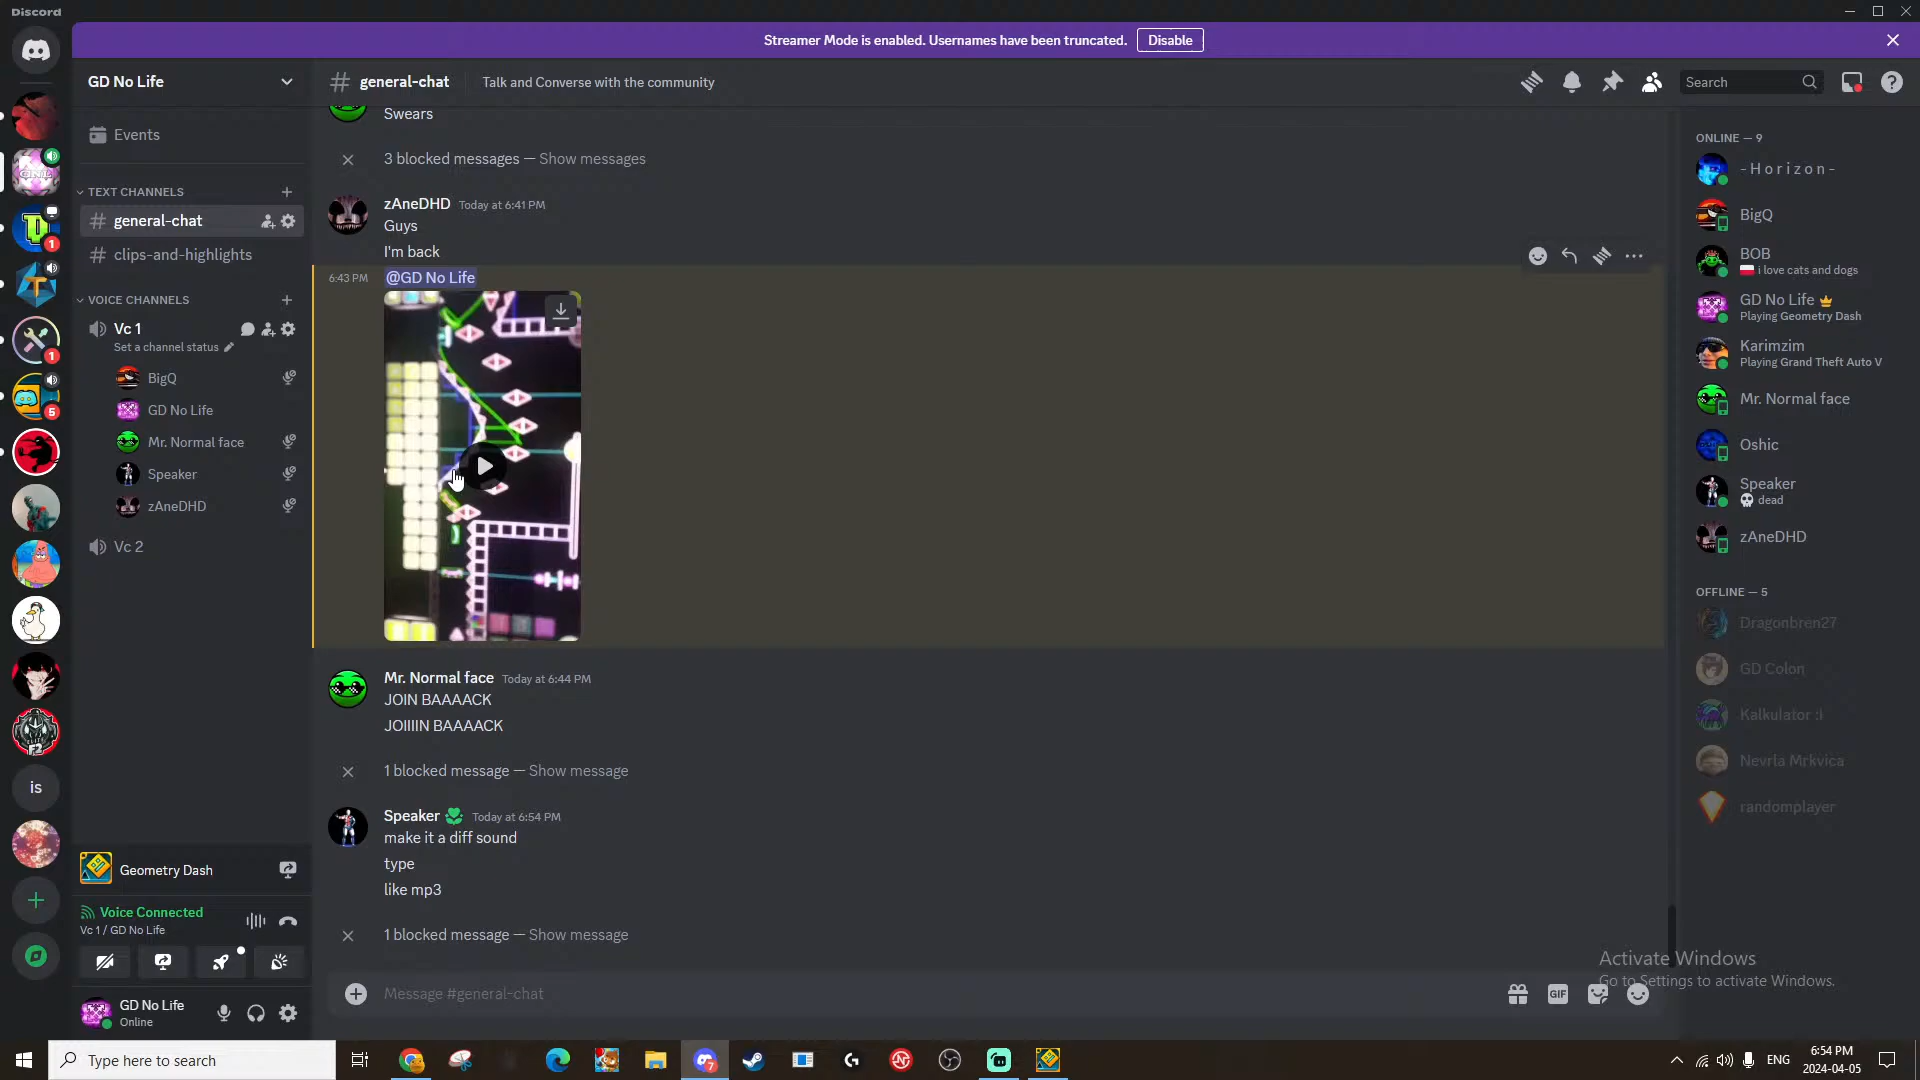 Discord
Streamer Mode is enabled. Usernames have been truncated.
Disable
GD No Life
general-chat
Talk and Converse with the community
Search
Events
TEXT CHANNELS
general-chat
clips-and-highlights
VOICE CHANNELS
Vc 1
Set a channel status
BigQ
GD No Life
Mr. Normal face
Speaker
zAneDHD
Vc 2
1
1
5
F2
is
Geometry Dash
Voice Connected
Vc 1 / GD No Life
GD No Life
Online
Swears
3 blocked messages — Show messages
zAneDHD Today at 6:41 PM
Guys
I'm back
6:43 PM @GD No Life
Mr. Normal face Today at 6:44 PM
JOIN BAAAACK
JOIIIIN BAAAACK
1 blocked message — Show message
Speaker Today at 6:54 PM
make it a diff sound
type
like mp3
1 blocked message — Show message
Message #general-chat
GIF
ONLINE — 9
- H o r i z o n -
BigQ
BOB
i love cats and dogs
GD No Life
Playing Geometry Dash
Karimzim
Playing Grand Theft Auto V
Mr. Normal face
Oshic
Speaker
dead
zAneDHD
OFFLINE — 5
Dragonbren27
GD Colon
Kalkulator :I
Nevrla Mrkvica
randomplayer
Activate Windows
Go to Settings to activate Windows.
Type here to search
7
ENG
6:54 PM
2024-04-05